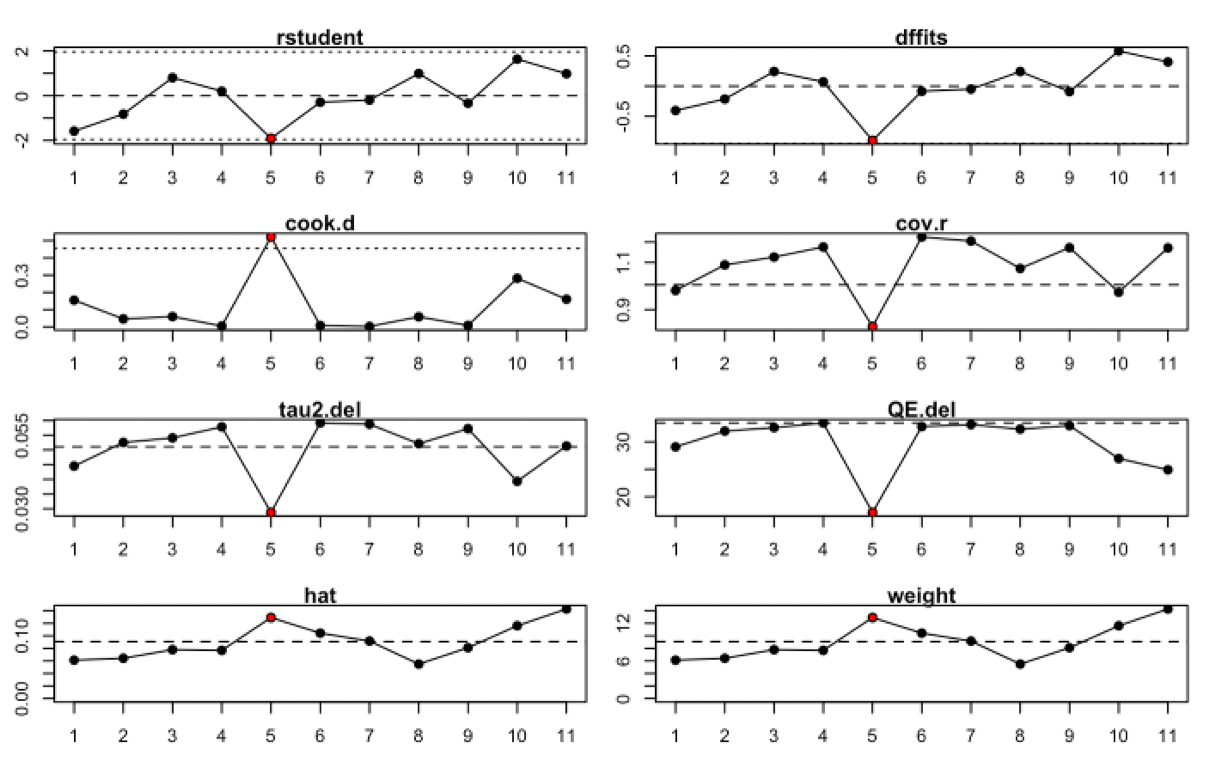 rstudent
2
0
-2
1 2 3 4 5 6 7 8 9 10 11
dffits
0.5
-0.5
1 2 3 4 5 6 7 8 9 10 11
cook.d
0.3
0.0
1 2 3 4 5 6 7 8 9 10 11
cov.r
1.1
0.9
1 2 3 4 5 6 7 8 9 10 11
tau2.del
0.055
0.030
1 2 3 4 5 6 7 8 9 10 11
QE.del
30
20
1 2 3 4 5 6 7 8 9 10 11
hat
0.10
0.00
1 2 3 4 5 6 7 8 9 10 11
weight
12
6
0
1 2 3 4 5 6 7 8 9 10 11